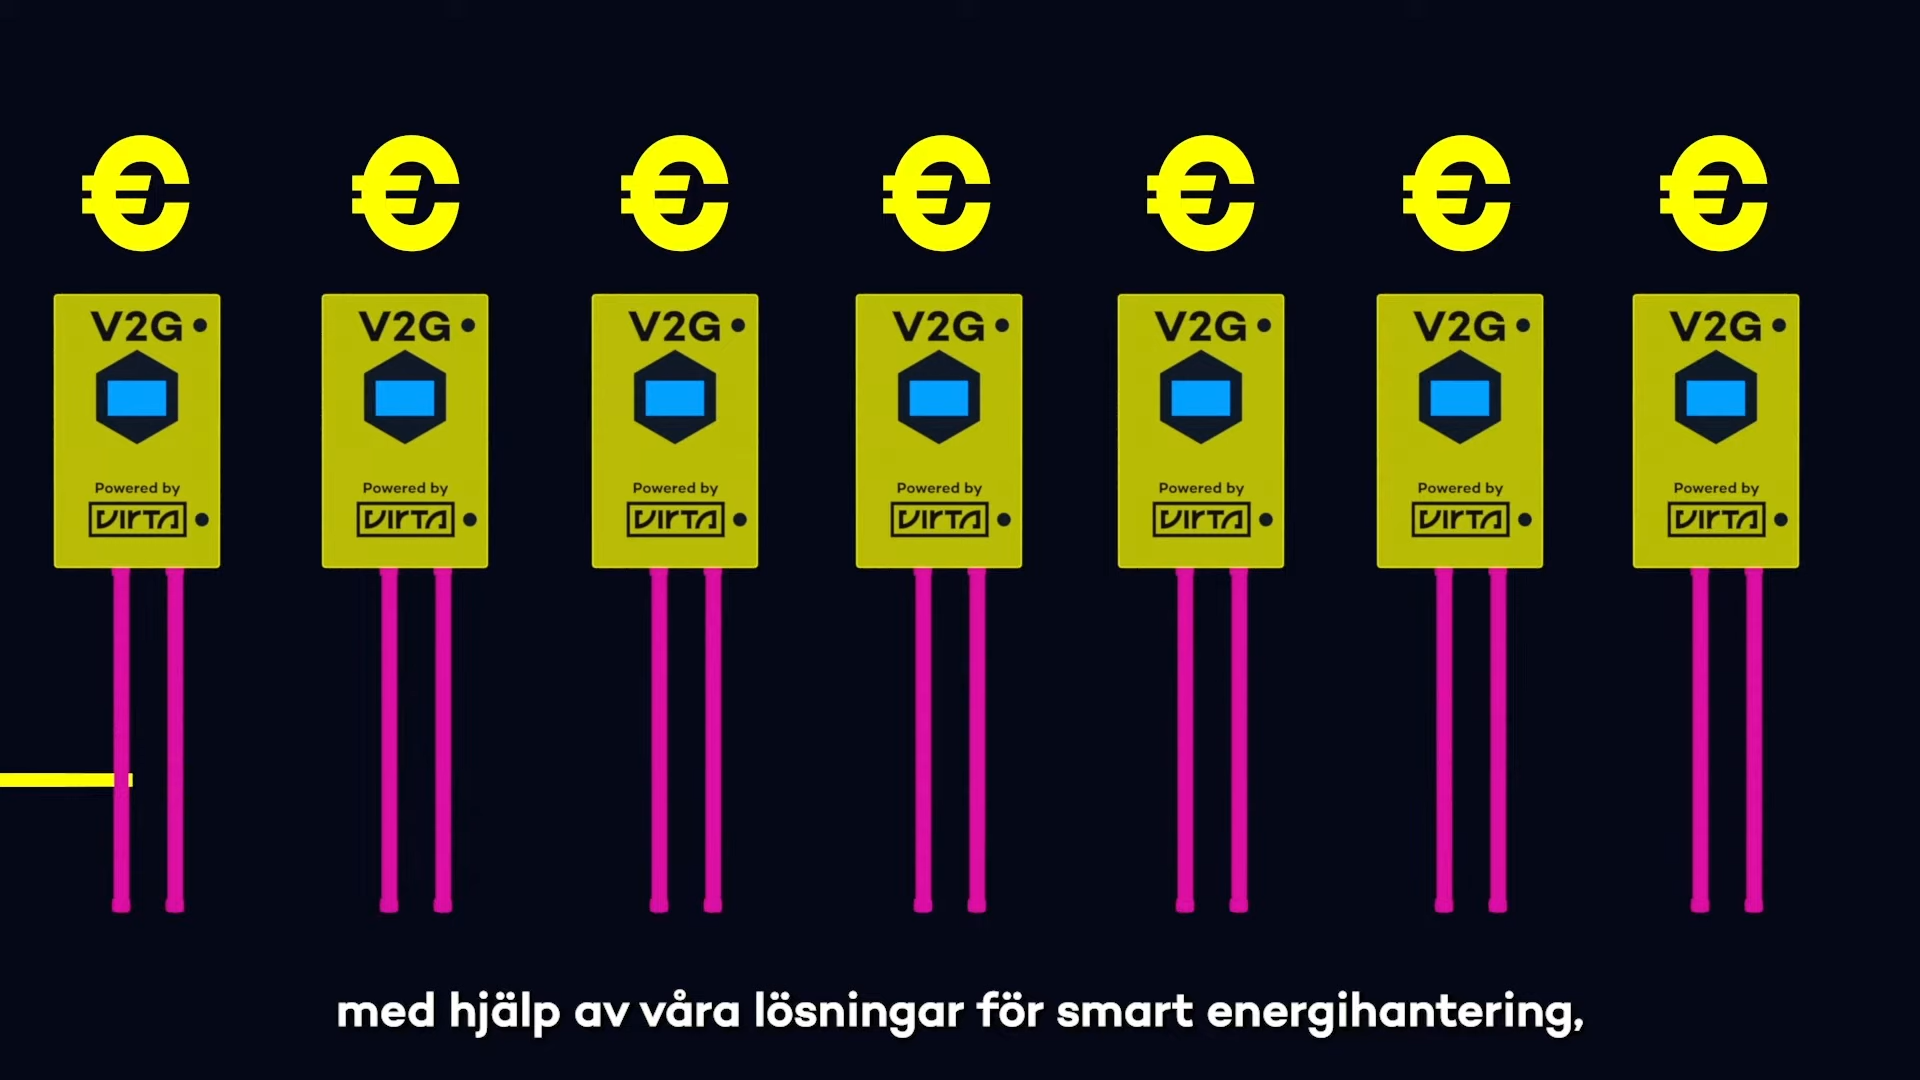 € € € € € € €
V2G V2G V2G V2G V2G V2G V2G
Powered by Powered by Powered by Powered by Powered by Powered by Powered by
VIRTA VIRTA VIRTA VIRTA VIRTA VIRTA VIRTA
med hjälp av våra lösningar för smart energihantering,